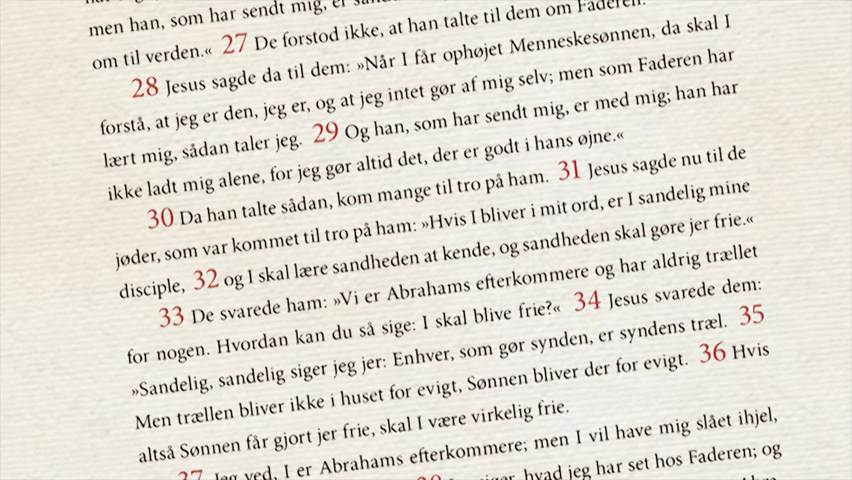 men han, som har sendt mig, er
om til verden.« 27 De forstod ikke, at han talte til dem om Faderen.
28 Jesus sagde da til dem: »Når I får ophøjet Menneskesønnen, da skal I
forstå, at jeg er den, jeg er, og at jeg intet gør af mig selv; men som Faderen har
lært mig, sådan taler jeg. 29 Og han, som har sendt mig, er med mig; han har
ikke ladt mig alene, for jeg gør altid det, der er godt i hans øjne.«
30 Da han talte sådan, kom mange til tro på ham. 31 Jesus sagde nu til de
jøder, som var kommet til tro på ham: »Hvis I bliver i mit ord, er I sandelig mine
disciple, 32 og I skal lære sandheden at kende, og sandheden skal gøre jer frie.«
33 De svarede ham: »Vi er Abrahams efterkommere og har aldrig trællet
for nogen. Hvordan kan du så sige: I skal blive frie?« 34 Jesus svarede dem:
»Sandelig, sandelig siger jeg jer: Enhver, som gør synden, er syndens træl. 35
Men trællen bliver ikke i huset for evigt, Sønnen bliver der for evigt. 36 Hvis
altså Sønnen får gjort jer frie, skal I være virkelig frie.
37 Jeg ved, I er Abrahams efterkommere; men I vil have mig slået ihjel,
hvad jeg har set hos Faderen; og